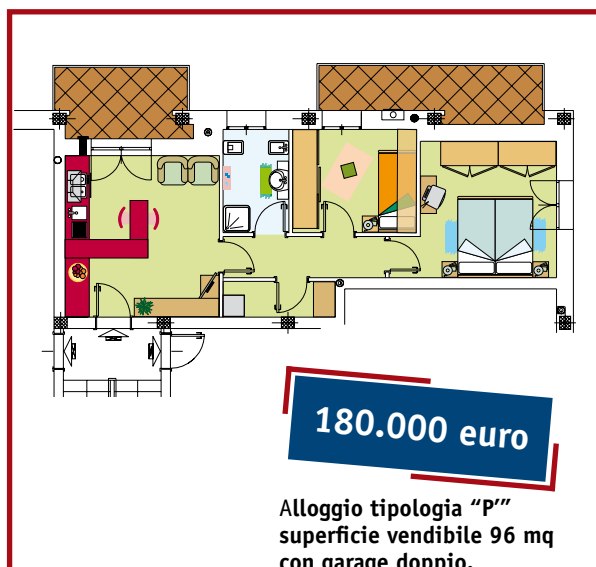 180.000 euro
Alloggio tipologia “P’”
superficie vendibile 96 mq
con garage doppio.